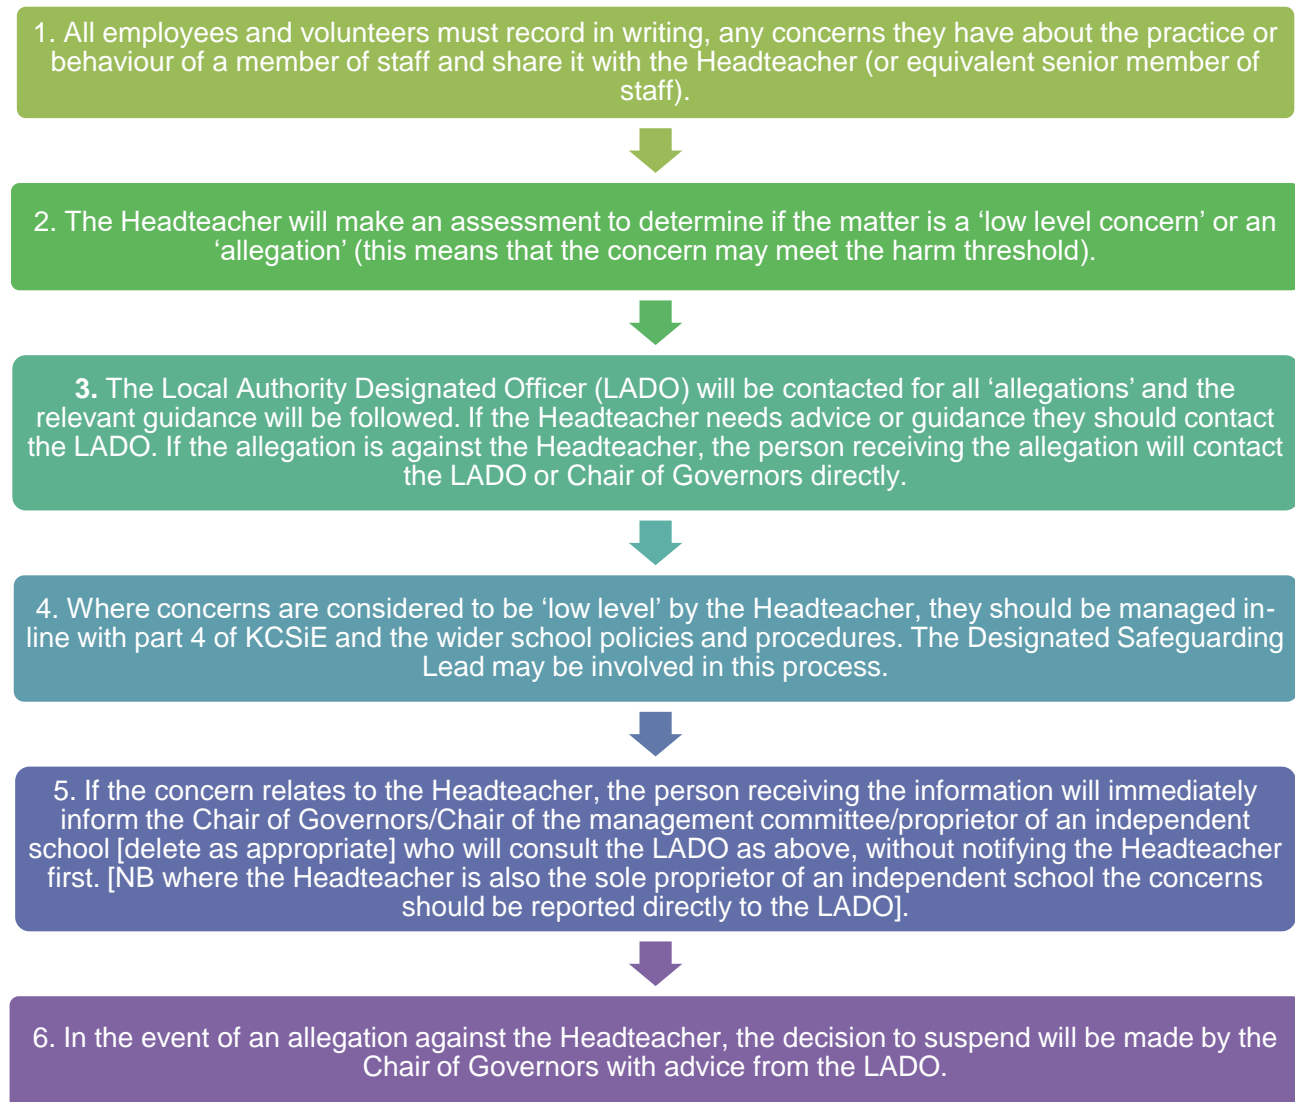 1. All employees and volunteers must record in writing, any concerns they have about the practice or
behaviour of a member of staff and share it with the Headteacher (or equivalent senior member of
staff).
2. The Headteacher will make an assessment to determine if the matter is a ‘low level concern’ or an
‘allegation’ (this means that the concern may meet the harm threshold).
3. The Local Authority Designated Officer (LADO) will be contacted for all ‘allegations’ and the
relevant guidance will be followed. If the Headteacher needs advice or guidance they should contact
the LADO. If the allegation is against the Headteacher, the person receiving the allegation will contact
the LADO or Chair of Governors directly.
4. Where concerns are considered to be ‘low level’ by the Headteacher, they should be managed in-
line with part 4 of KCSiE and the wider school policies and procedures. The Designated Safeguarding
Lead may be involved in this process.
5. If the concern relates to the Headteacher, the person receiving the information will immediately
inform the Chair of Governors/Chair of the management committee/proprietor of an independent
school [delete as appropriate] who will consult the LADO as above, without notifying the Headteacher
first. [NB where the Headteacher is also the sole proprietor of an independent school the concerns
should be reported directly to the LADO].
6. In the event of an allegation against the Headteacher, the decision to suspend will be made by the
Chair of Governors with advice from the LADO.